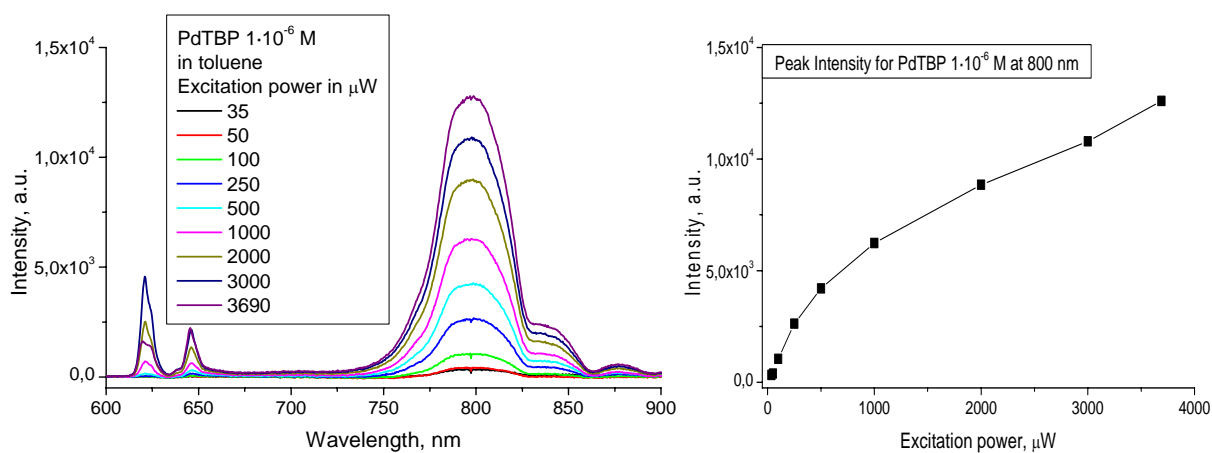 1,5x10⁴
1,0x10⁴
5,0x10³
0,0
Intensity, a.u.
PdTBP 1·10⁻⁶ M
in toluene
Excitation power in μW
35
50
100
250
500
1000
2000
3000
3690
600 650 700 750 800 850 900
Wavelength, nm
1,5x10⁴
1,0x10⁴
5,0x10³
0,0
Intensity, a.u.
Peak Intensity for PdTBP 1·10⁻⁶ M at 800 nm
0 1000 2000 3000 4000
Excitation power, μW